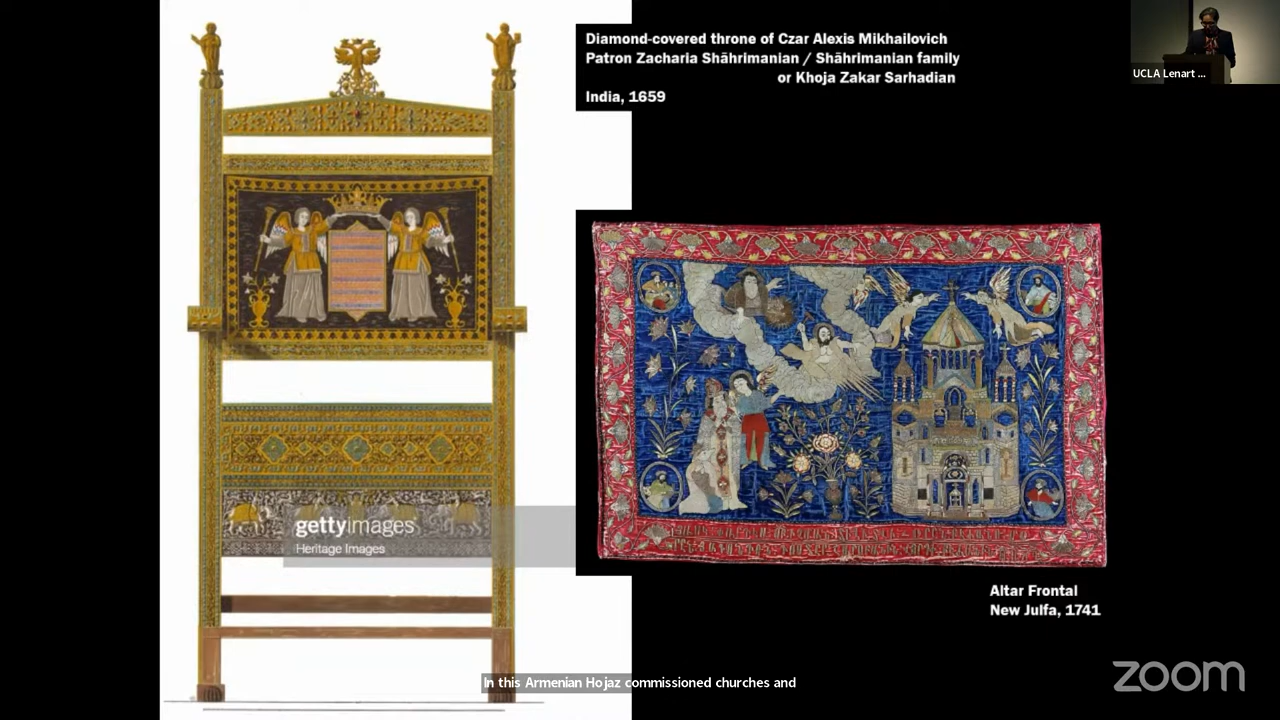 Diamond-covered throne of Czar Alexis Mikhailovich
Patron Zacharia Shāhrimanian / Shāhrimanian family
or Khoja Zakar Sarhadian
India, 1659
UCLA Lenart ...
gettyimages
Heritage Images
Altar Frontal
New Julfa, 1741
In this Armenian Hojaz commissioned churches and
zoom